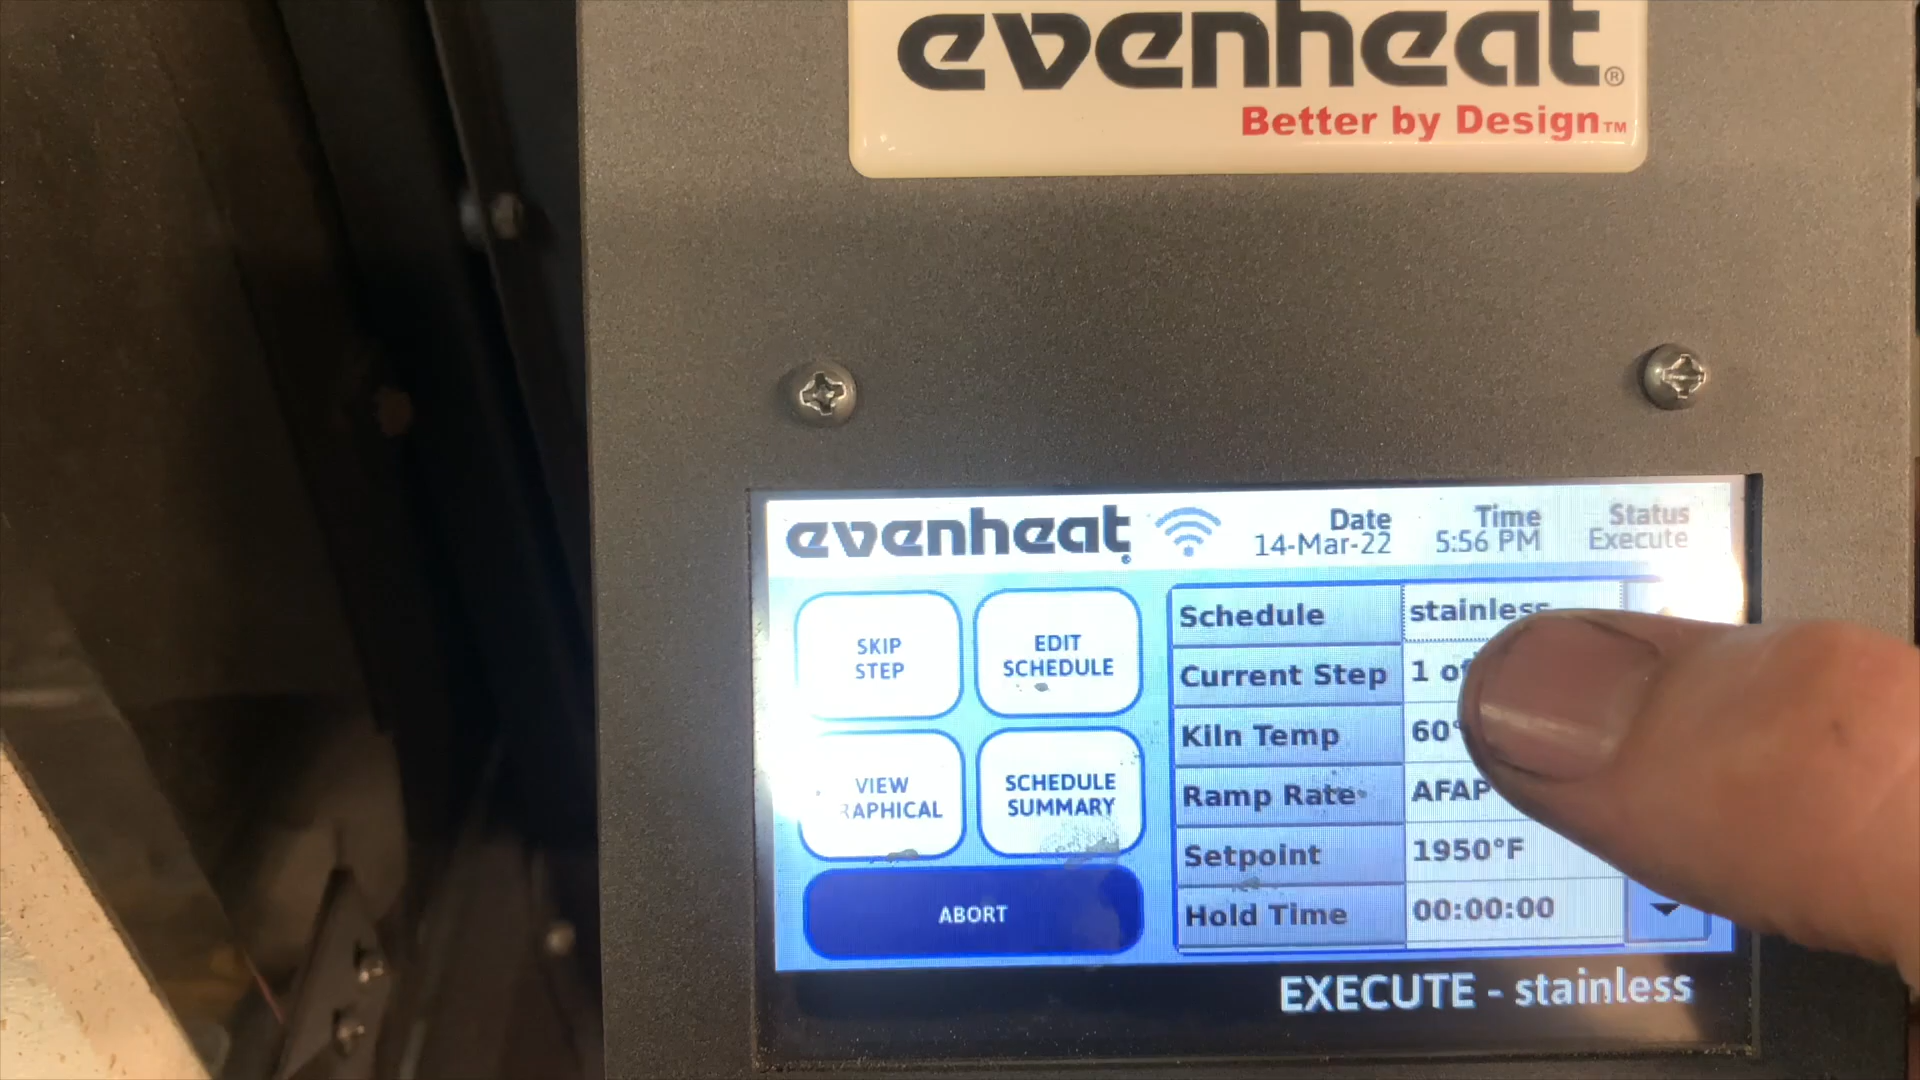 evenheat®
Better by Design™
evenheat
Date
14-Mar-22
Time
5:56 PM
Status
Execute
SKIP
STEP
EDIT
SCHEDULE
VIEW
RAPHICAL
SCHEDULE
SUMMARY
ABORT
Schedule stainless
Current Step 1 of
Kiln Temp 60°
Ramp Rate AFAP
Setpoint 1950°F
Hold Time 00:00:00
EXECUTE - stainless